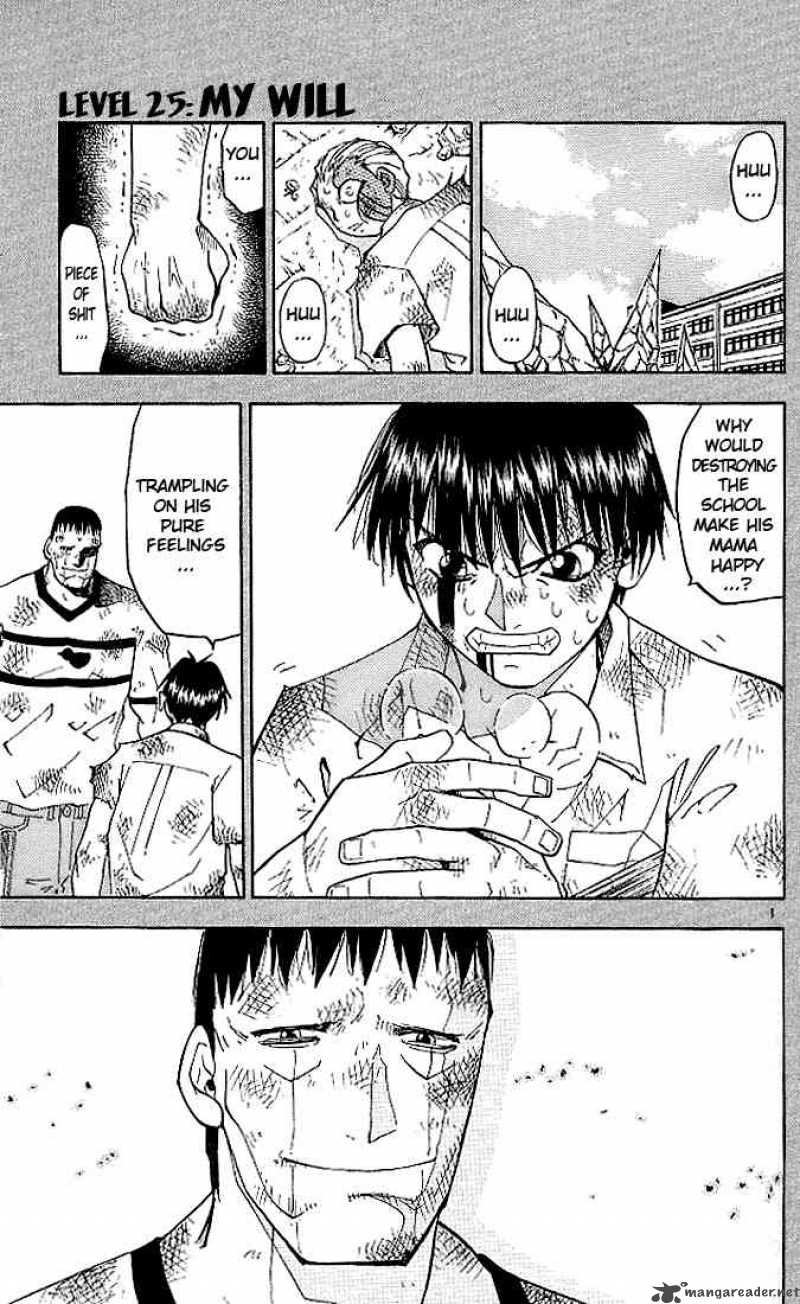 LEVEL 25: MY WILL
HUU
...
HUU
...
HUU
...
YOU
...
PIECE
OF
SHIT
...
WHY
WOULD
DESTROYING
THE
SCHOOL
MAKE HIS
MAMA
HAPPY
...?
TRAMPLING
ON HIS
PURE
FEELINGS
...
1
mangareader.net